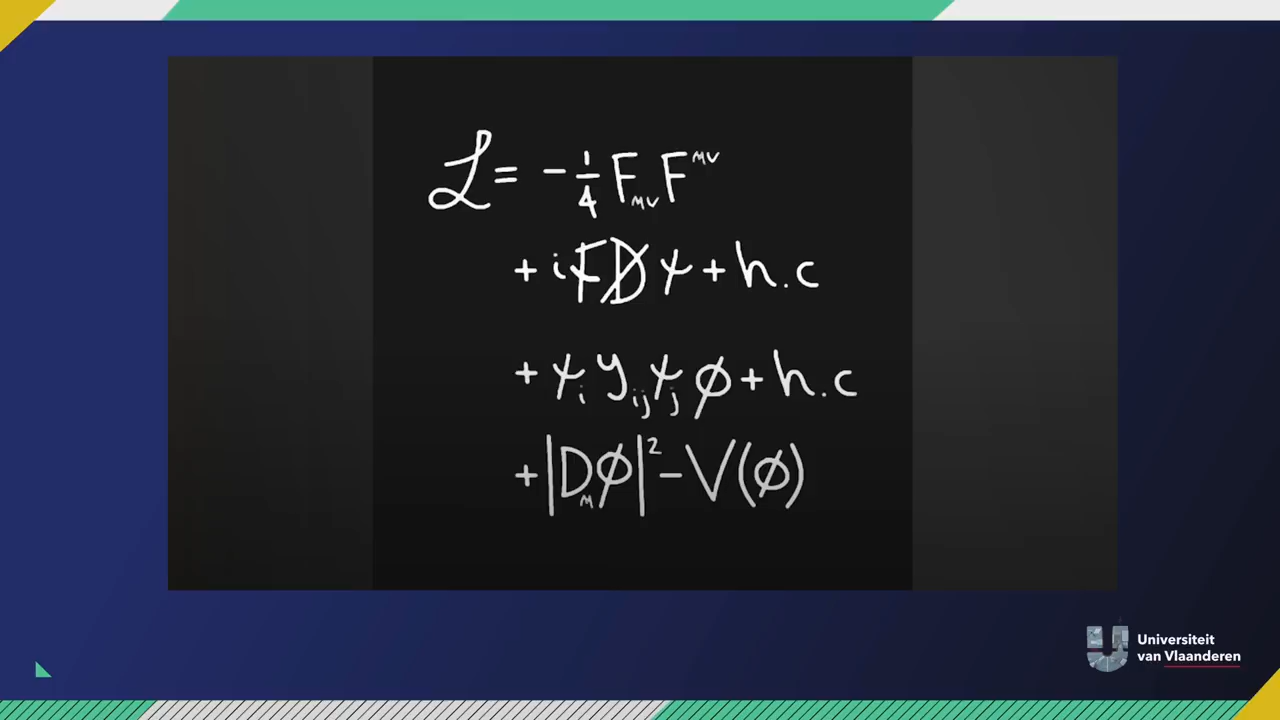 ℒ = -1/4 F_μν F^μν
+ iψ̄D̸ψ + h.c
+ ψ_i y_ij ψ_j φ + h.c
+ |D_μ φ|² - V(φ)
Universiteit
van Vlaanderen